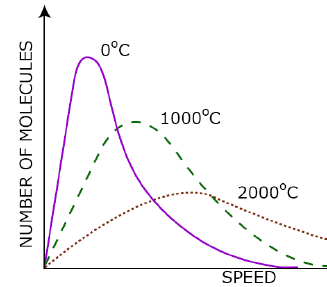 NUMBER OF MOLECULES
0°C
1000°C
2000°C
SPEED